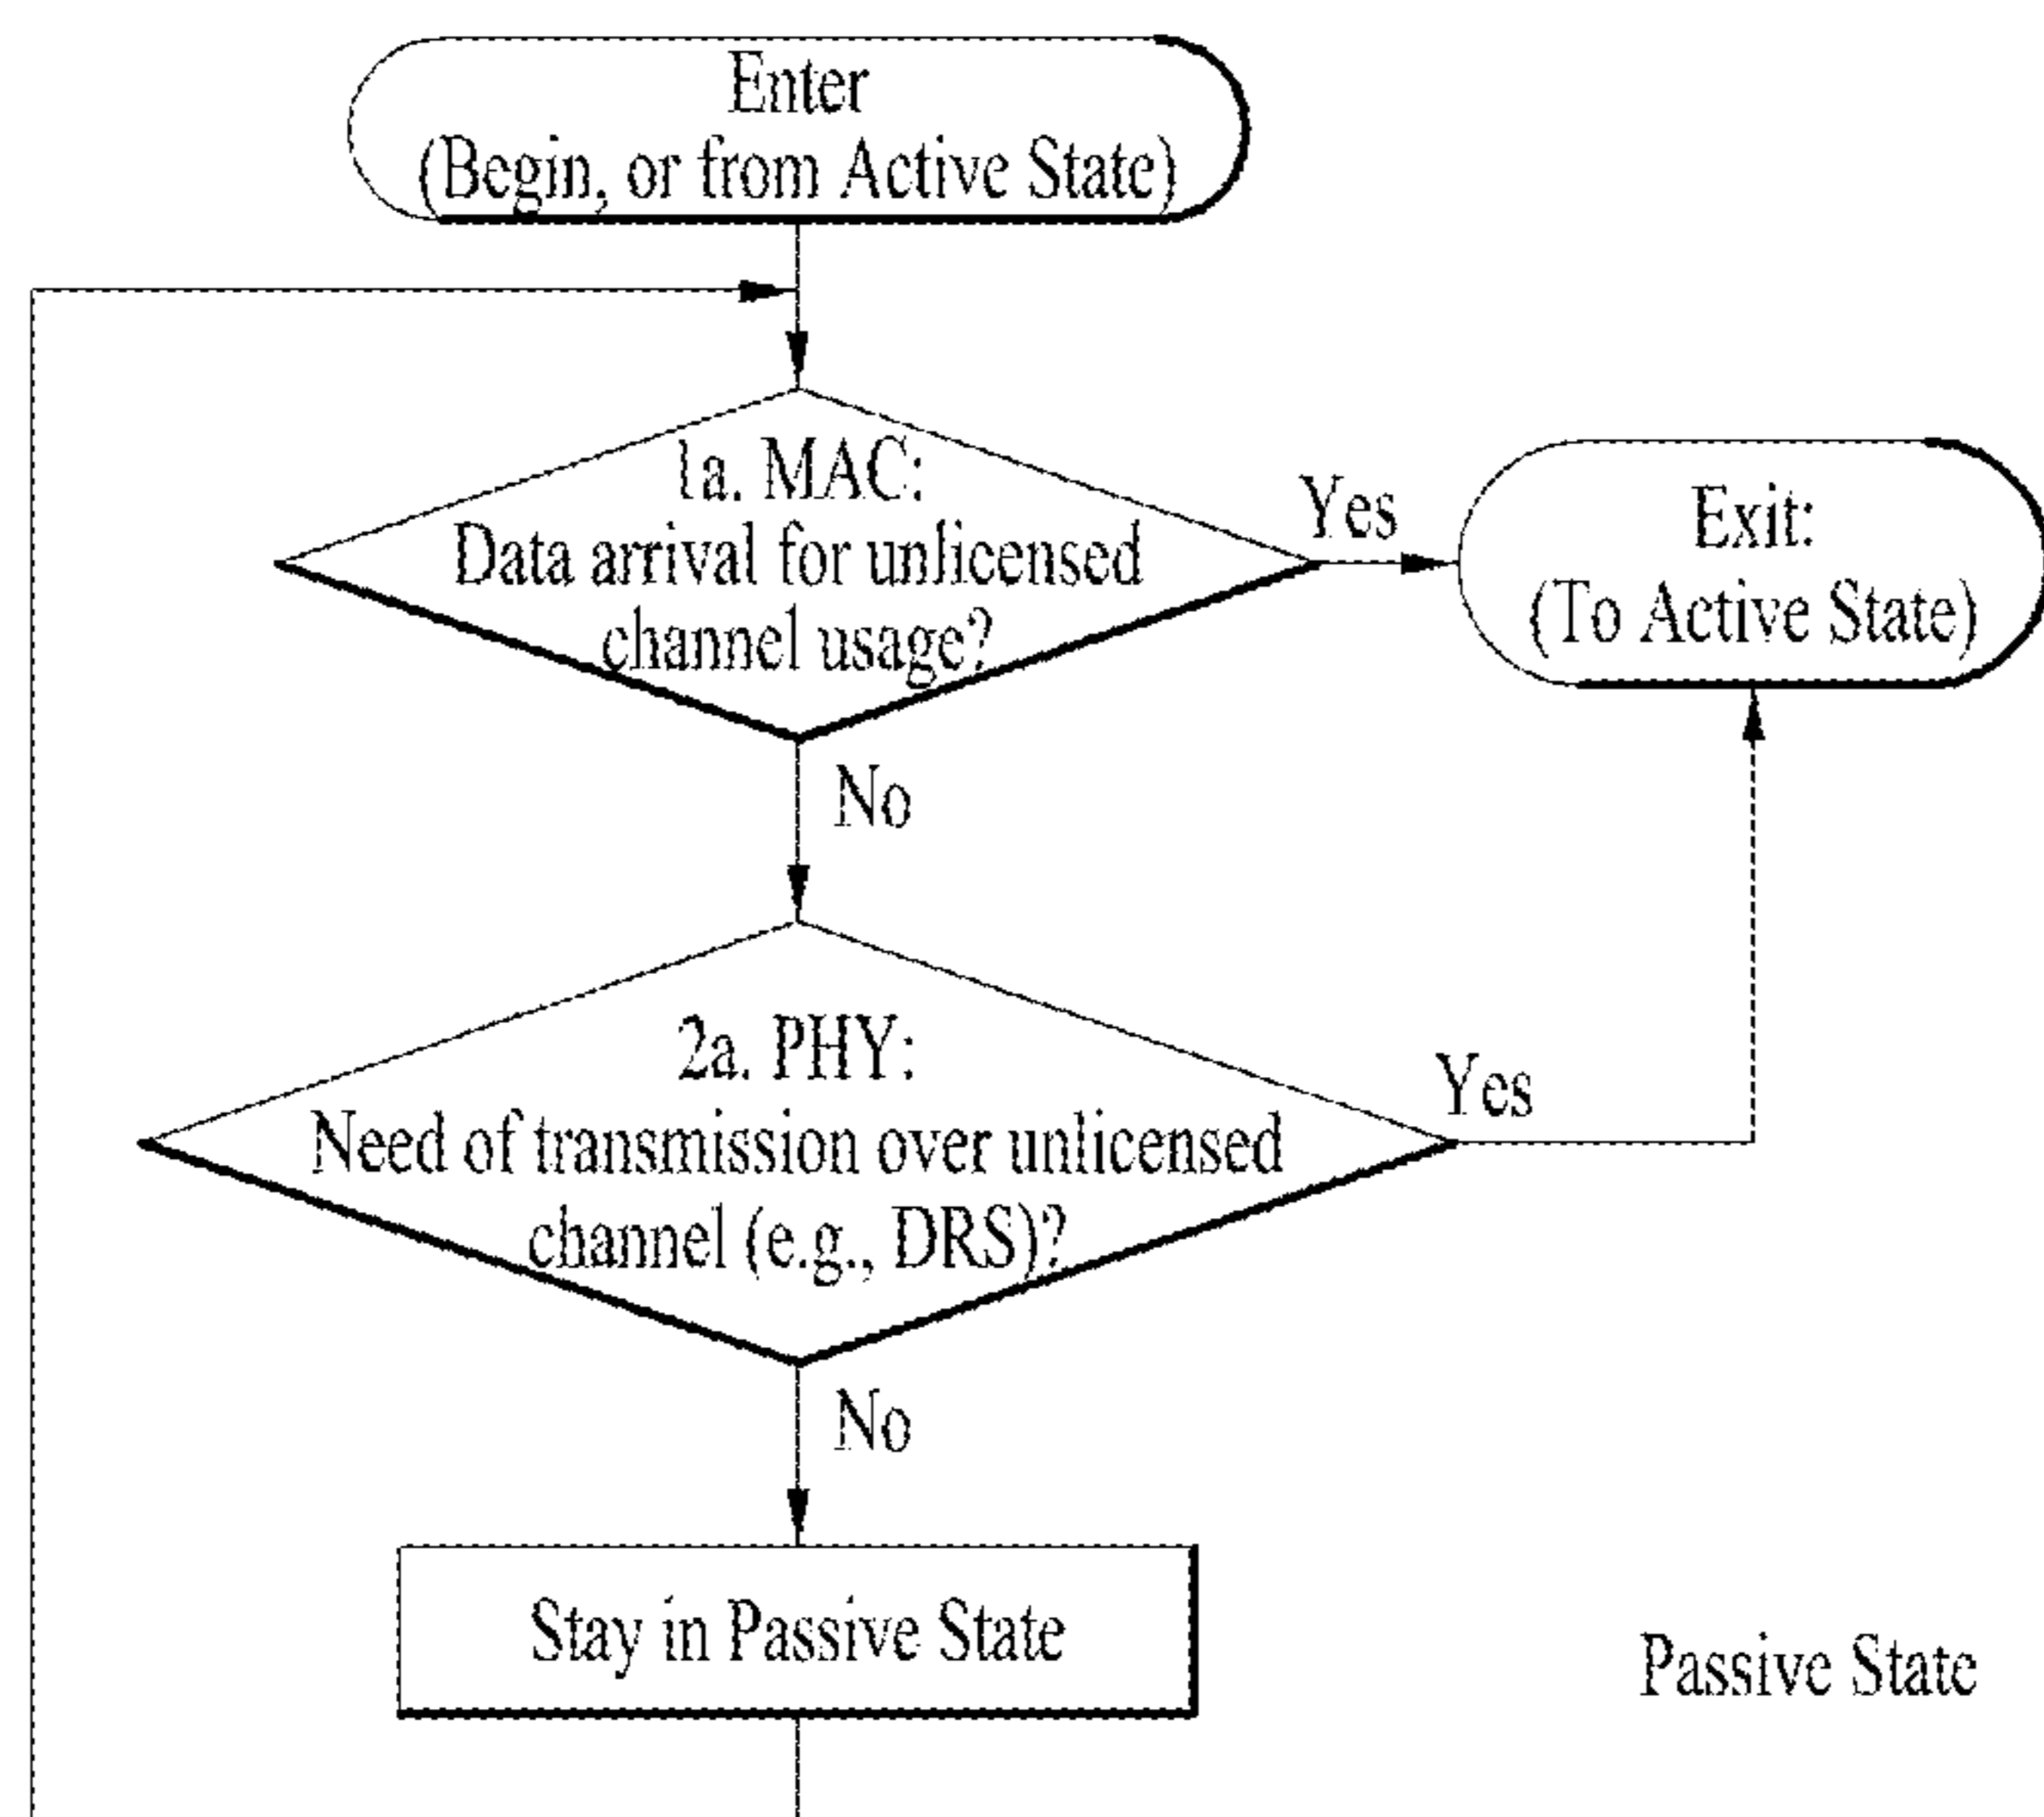 Enter
(Begin, or from Active State)
1a. MAC:
Data arrival for unlicensed
channel usage?
Yes
Exit:
(To Active State)
No
2a. PHY:
Need of transmission over unlicensed
channel (e.g., DRS)?
Yes
No
Stay in Passive State
Passive State